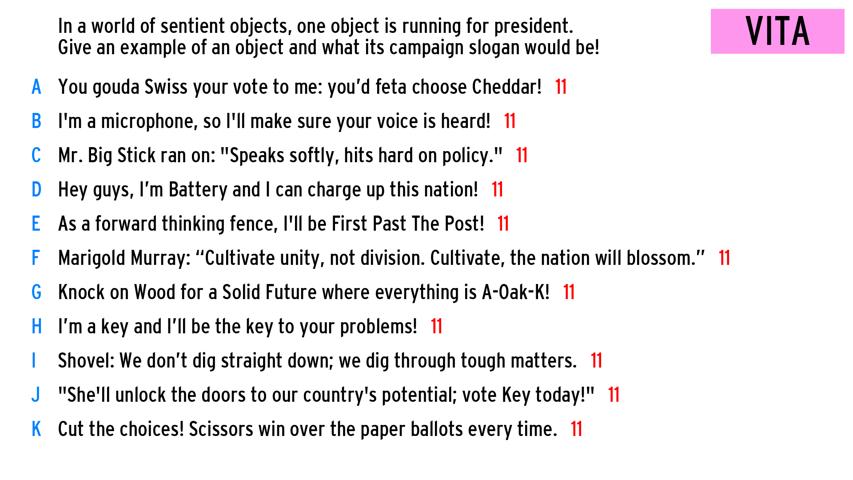 In a world of sentient objects, one object is running for president.
Give an example of an object and what its campaign slogan would be!
VITA
A You gouda Swiss your vote to me: you’d feta choose Cheddar! 11
B I'm a microphone, so I'll make sure your voice is heard! 11
C Mr. Big Stick ran on: "Speaks softly, hits hard on policy." 11
D Hey guys, I’m Battery and I can charge up this nation! 11
E As a forward thinking fence, I'll be First Past The Post! 11
F Marigold Murray: “Cultivate unity, not division. Cultivate, the nation will blossom.” 11
G Knock on Wood for a Solid Future where everything is A-Oak-K! 11
H I’m a key and I’ll be the key to your problems! 11
I Shovel: We don’t dig straight down; we dig through tough matters. 11
J "She'll unlock the doors to our country's potential; vote Key today!" 11
K Cut the choices! Scissors win over the paper ballots every time. 11